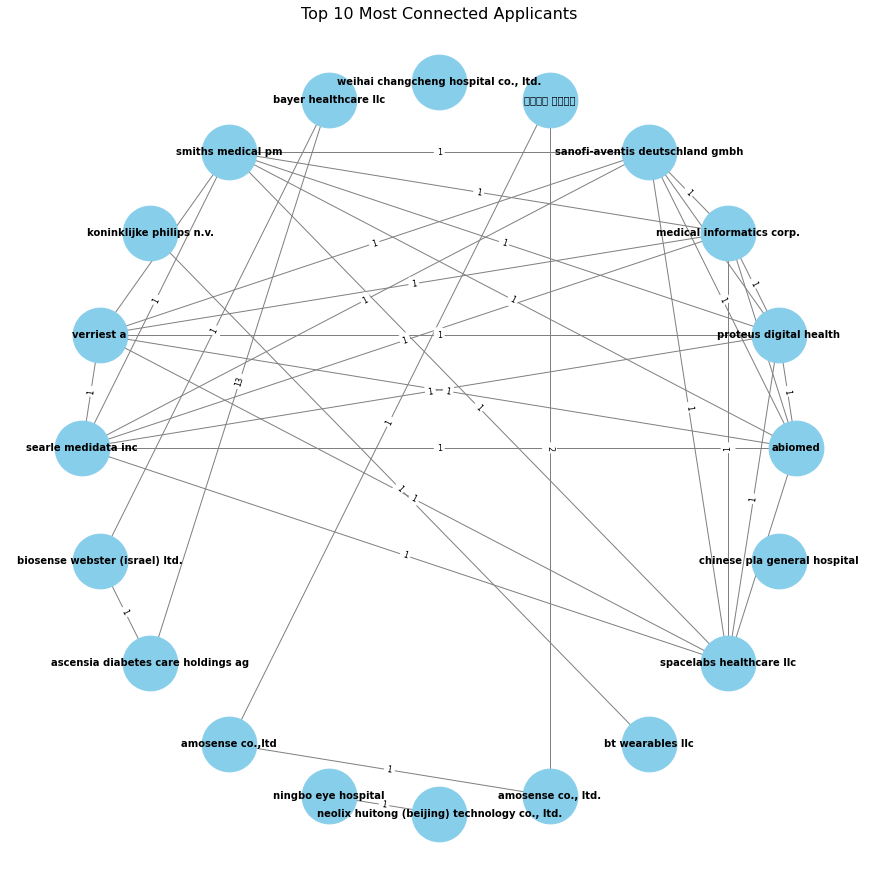 Top 10 Most Connected Applicants
weihai changcheng hospital co., ltd.
bayer healthcare llc
smiths medical pm
sanofi-aventis deutschland gmbh
koninklijke philips n.v.
medical informatics corp.
verriest a
proteus digital health
searle medidata inc
abiomed
biosense webster (israel) ltd.
chinese pla general hospital
ascensia diabetes care holdings ag
spacelabs healthcare llc
amosense co.,ltd
bt wearables llc
ningbo eye hospital
amosense co., ltd.
neolix huitong (beijing) technology co., ltd.
1
1
1
1
1
1
1
1
1
1
1
1
1
13
1
1
1
1
1
1
1
1
2
1
1
1
1
1
1
1
1
1
1